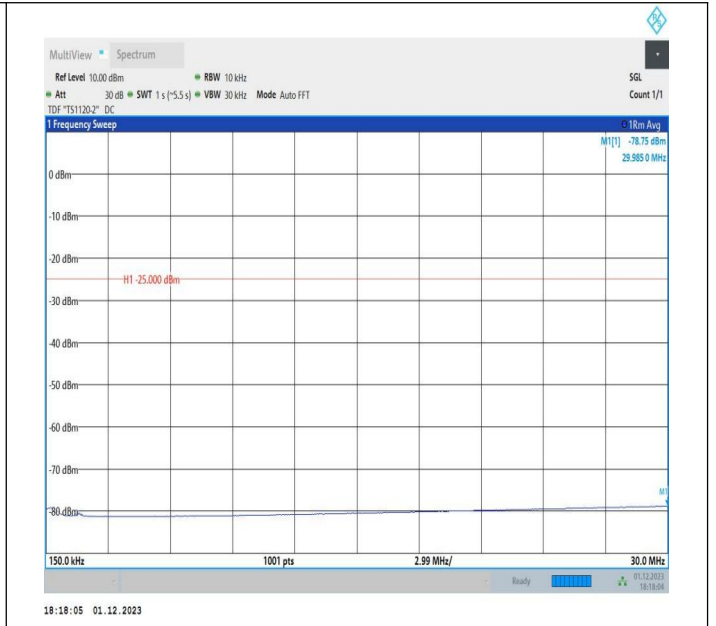 MultiView Spectrum
Ref Level 10.00 dBm RBW 10 kHz SGL
Att 30 dB SWT 1 s (~5.5 s) VBW 30 kHz Mode Auto FFT Count 1/1
TDF "TS1120-2" DC
1 Frequency Sweep 1Rm Avg
M1[1] -78.75 dBm
29.985 0 MHz
0 dBm
-10 dBm
-20 dBm
H1 -25.000 dBm
-30 dBm
-40 dBm
-50 dBm
-60 dBm
-70 dBm
M1
-80 dBm
150.0 kHz 1001 pts 2.99 MHz/ 30.0 MHz
Ready 01.12.2023
18:18:04
18:18:05 01.12.2023